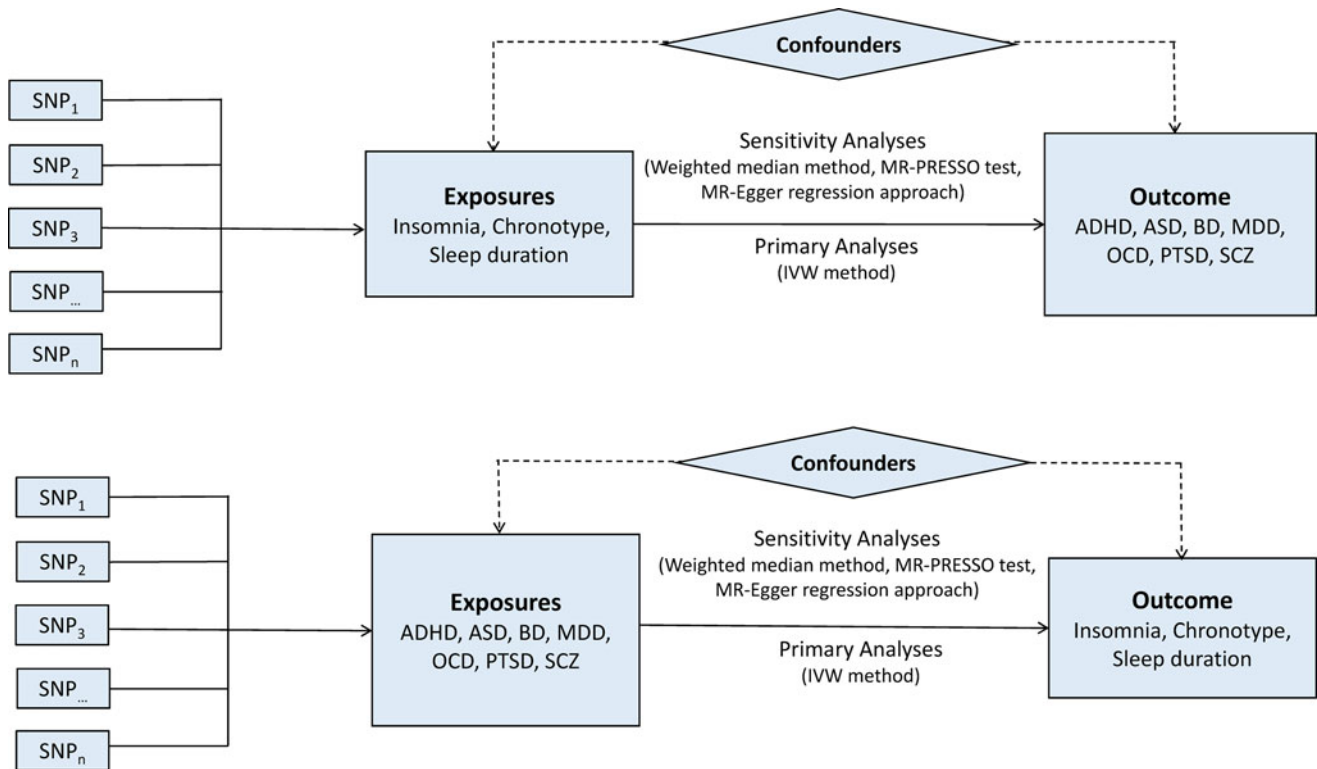 Confounders
SNP1
SNP2
SNP3
SNP...
SNPn
Exposures
Insomnia, Chronotype,
Sleep duration
Sensitivity Analyses
(Weighted median method, MR-PRESSO test,
MR-Egger regression approach)
Primary Analyses
(IVW method)
Outcome
ADHD, ASD, BD, MDD,
OCD, PTSD, SCZ
Confounders
SNP1
SNP2
SNP3
SNP...
SNPn
Exposures
ADHD, ASD, BD, MDD,
OCD, PTSD, SCZ
Sensitivity Analyses
(Weighted median method, MR-PRESSO test,
MR-Egger regression approach)
Primary Analyses
(IVW method)
Outcome
Insomnia, Chronotype,
Sleep duration